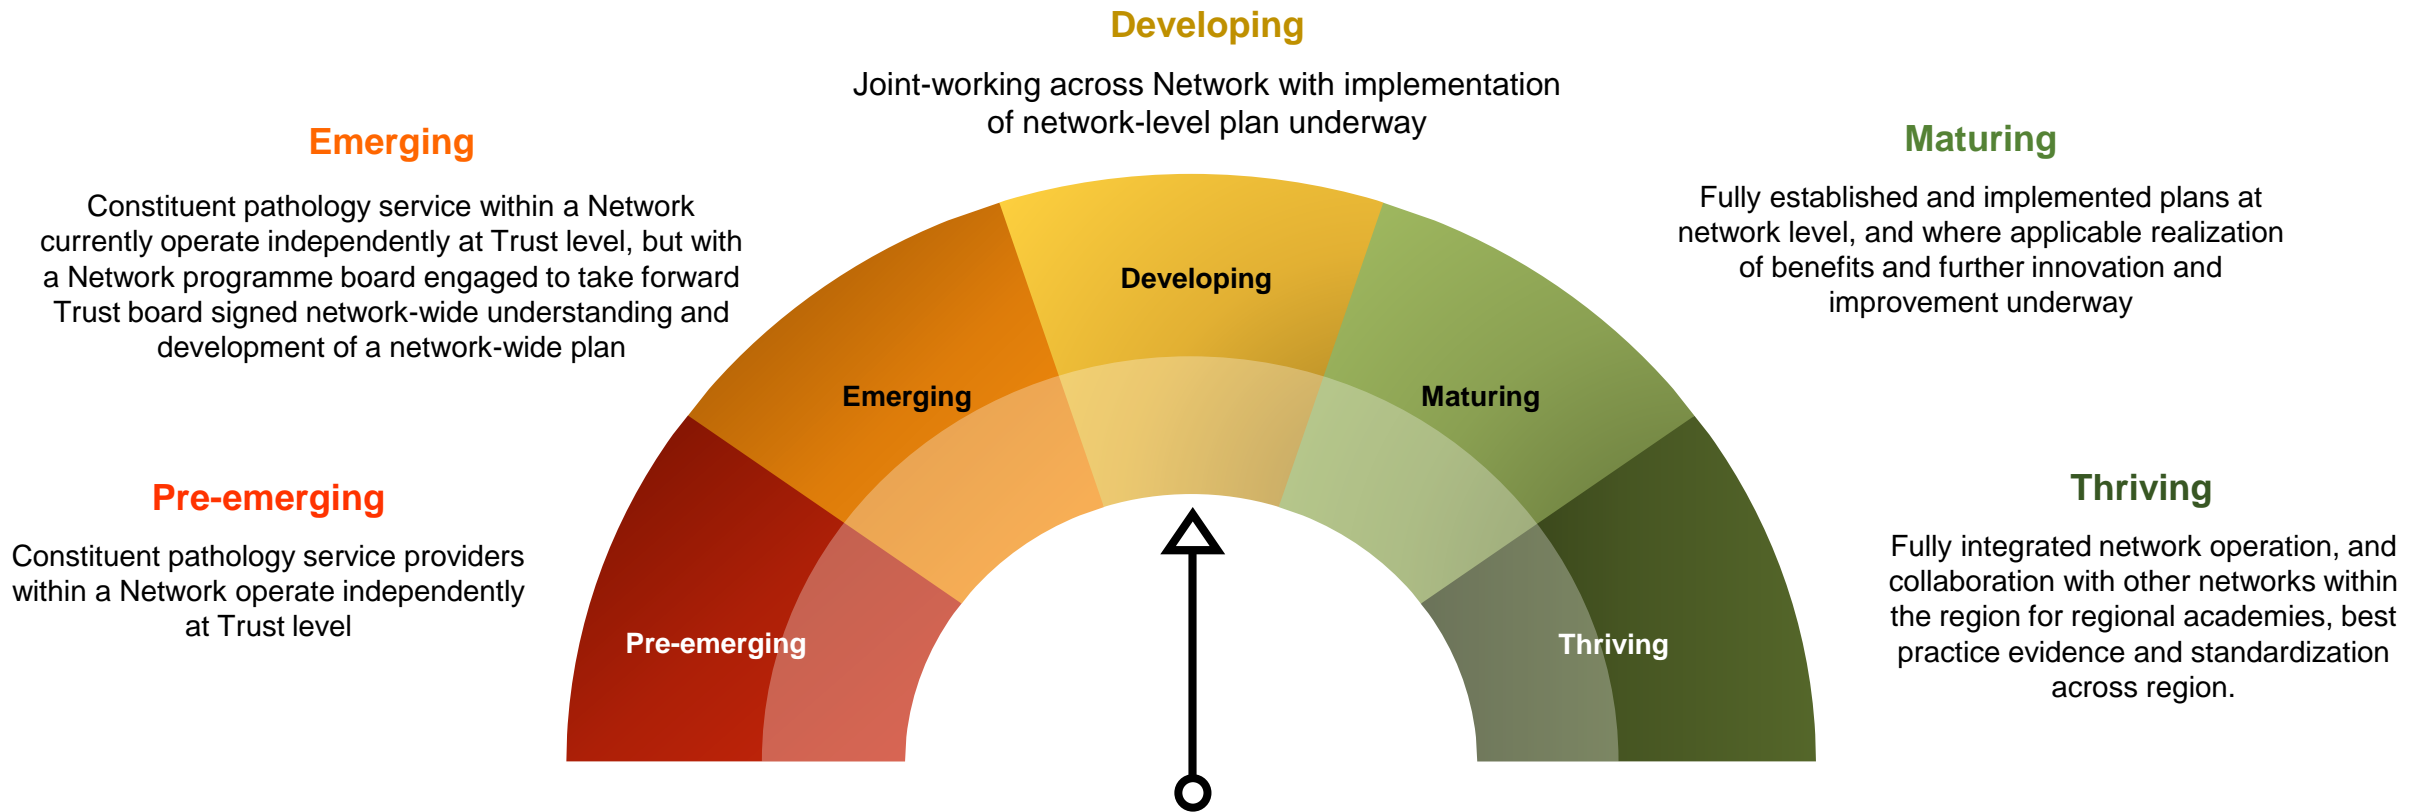 Developing
Joint-working across Network with implementation
of network-level plan underway
Emerging
Constituent pathology service within a Network
currently operate independently at Trust level, but with
a Network programme board engaged to take forward
Trust board signed network-wide understanding and
development of a network-wide plan
Maturing
Fully established and implemented plans at
network level, and where applicable realization
of benefits and further innovation and
improvement underway
Pre-emerging
Constituent pathology service providers
within a Network operate independently
at Trust level
Thriving
Fully integrated network operation, and
collaboration with other networks within
the region for regional academies, best
practice evidence and standardization
across region.
Pre-emerging
Emerging
Developing
Maturing
Thriving